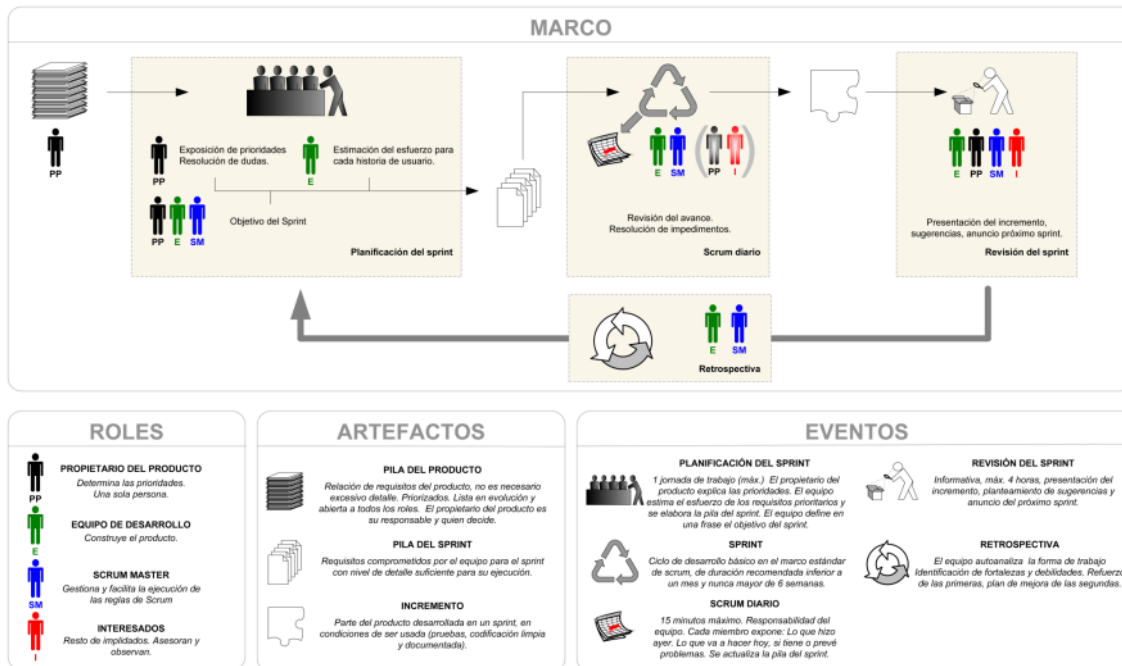 MARCO
PP
PP
Exposición de prioridades
Resolución de dudas.
E
Estimación del esfuerzo para
cada historia de usuario.
Objetivo del Sprint
PP E SM
Planificación del sprint
E SM PP I
Revisión del avance.
Resolución de impedimentos.
Scrum diario
E PP SM I
Presentación del incremento,
sugerencias, anuncio próximo sprint.
Revisión del sprint
E SM
Retrospectiva
ROLES
PP
PROPIETARIO DEL PRODUCTO
Determina las prioridades.
Una sola persona.
E
EQUIPO DE DESARROLLO
Construye el producto.
SM
SCRUM MASTER
Gestiona y facilita la ejecución de
las reglas de Scrum
I
INTERESADOS
Resto de implidados. Asesoran y
observan.
ARTEFACTOS
PILA DEL PRODUCTO
Relación de requisitos del producto, no es necesario
excesivo detalle. Priorizados. Lista en evolución y
abierta a todos los roles. El propietario del producto es
su responsable y quien decide.
PILA DEL SPRINT
Requisitos comprometidos por el equipo para el sprint
con nivel de detalle suficiente para su ejecución.
INCREMENTO
Parte del producto desarrollada en un sprint, en
condiciones de ser usada (pruebas, codificación limpia
y documentada).
EVENTOS
PLANIFICACIÓN DEL SPRINT
1 jornada de trabajo (máx.) El propietario del
producto explica las prioridades. El equipo
estima el esfuerzo de los requisitos prioritarios y
se elabora la pila del sprint. El equipo define en
una frase el objetivo del sprint.
SPRINT
Ciclo de desarrollo básico en el marco estándar
de scrum, de duración recomendada inferior a
un mes y nunca mayor de 6 semanas.
SCRUM DIARIO
15 minutos máximo. Responsabilidad del
equipo. Cada miembro expone: Lo que hizo
ayer. Lo que va a hacer hoy, si tiene o prevé
problemas. Se actualiza la pila del sprint.
REVISIÓN DEL SPRINT
Informativa, máx. 4 horas, presentación del
incremento, planteamiento de sugerencias y
anuncio del próximo sprint.
RETROSPECTIVA
El equipo autoanaliza la forma de trabajo
Identificación de fortalezas y debilidades. Refuerzo
de las primeras, plan de mejora de las segundas.